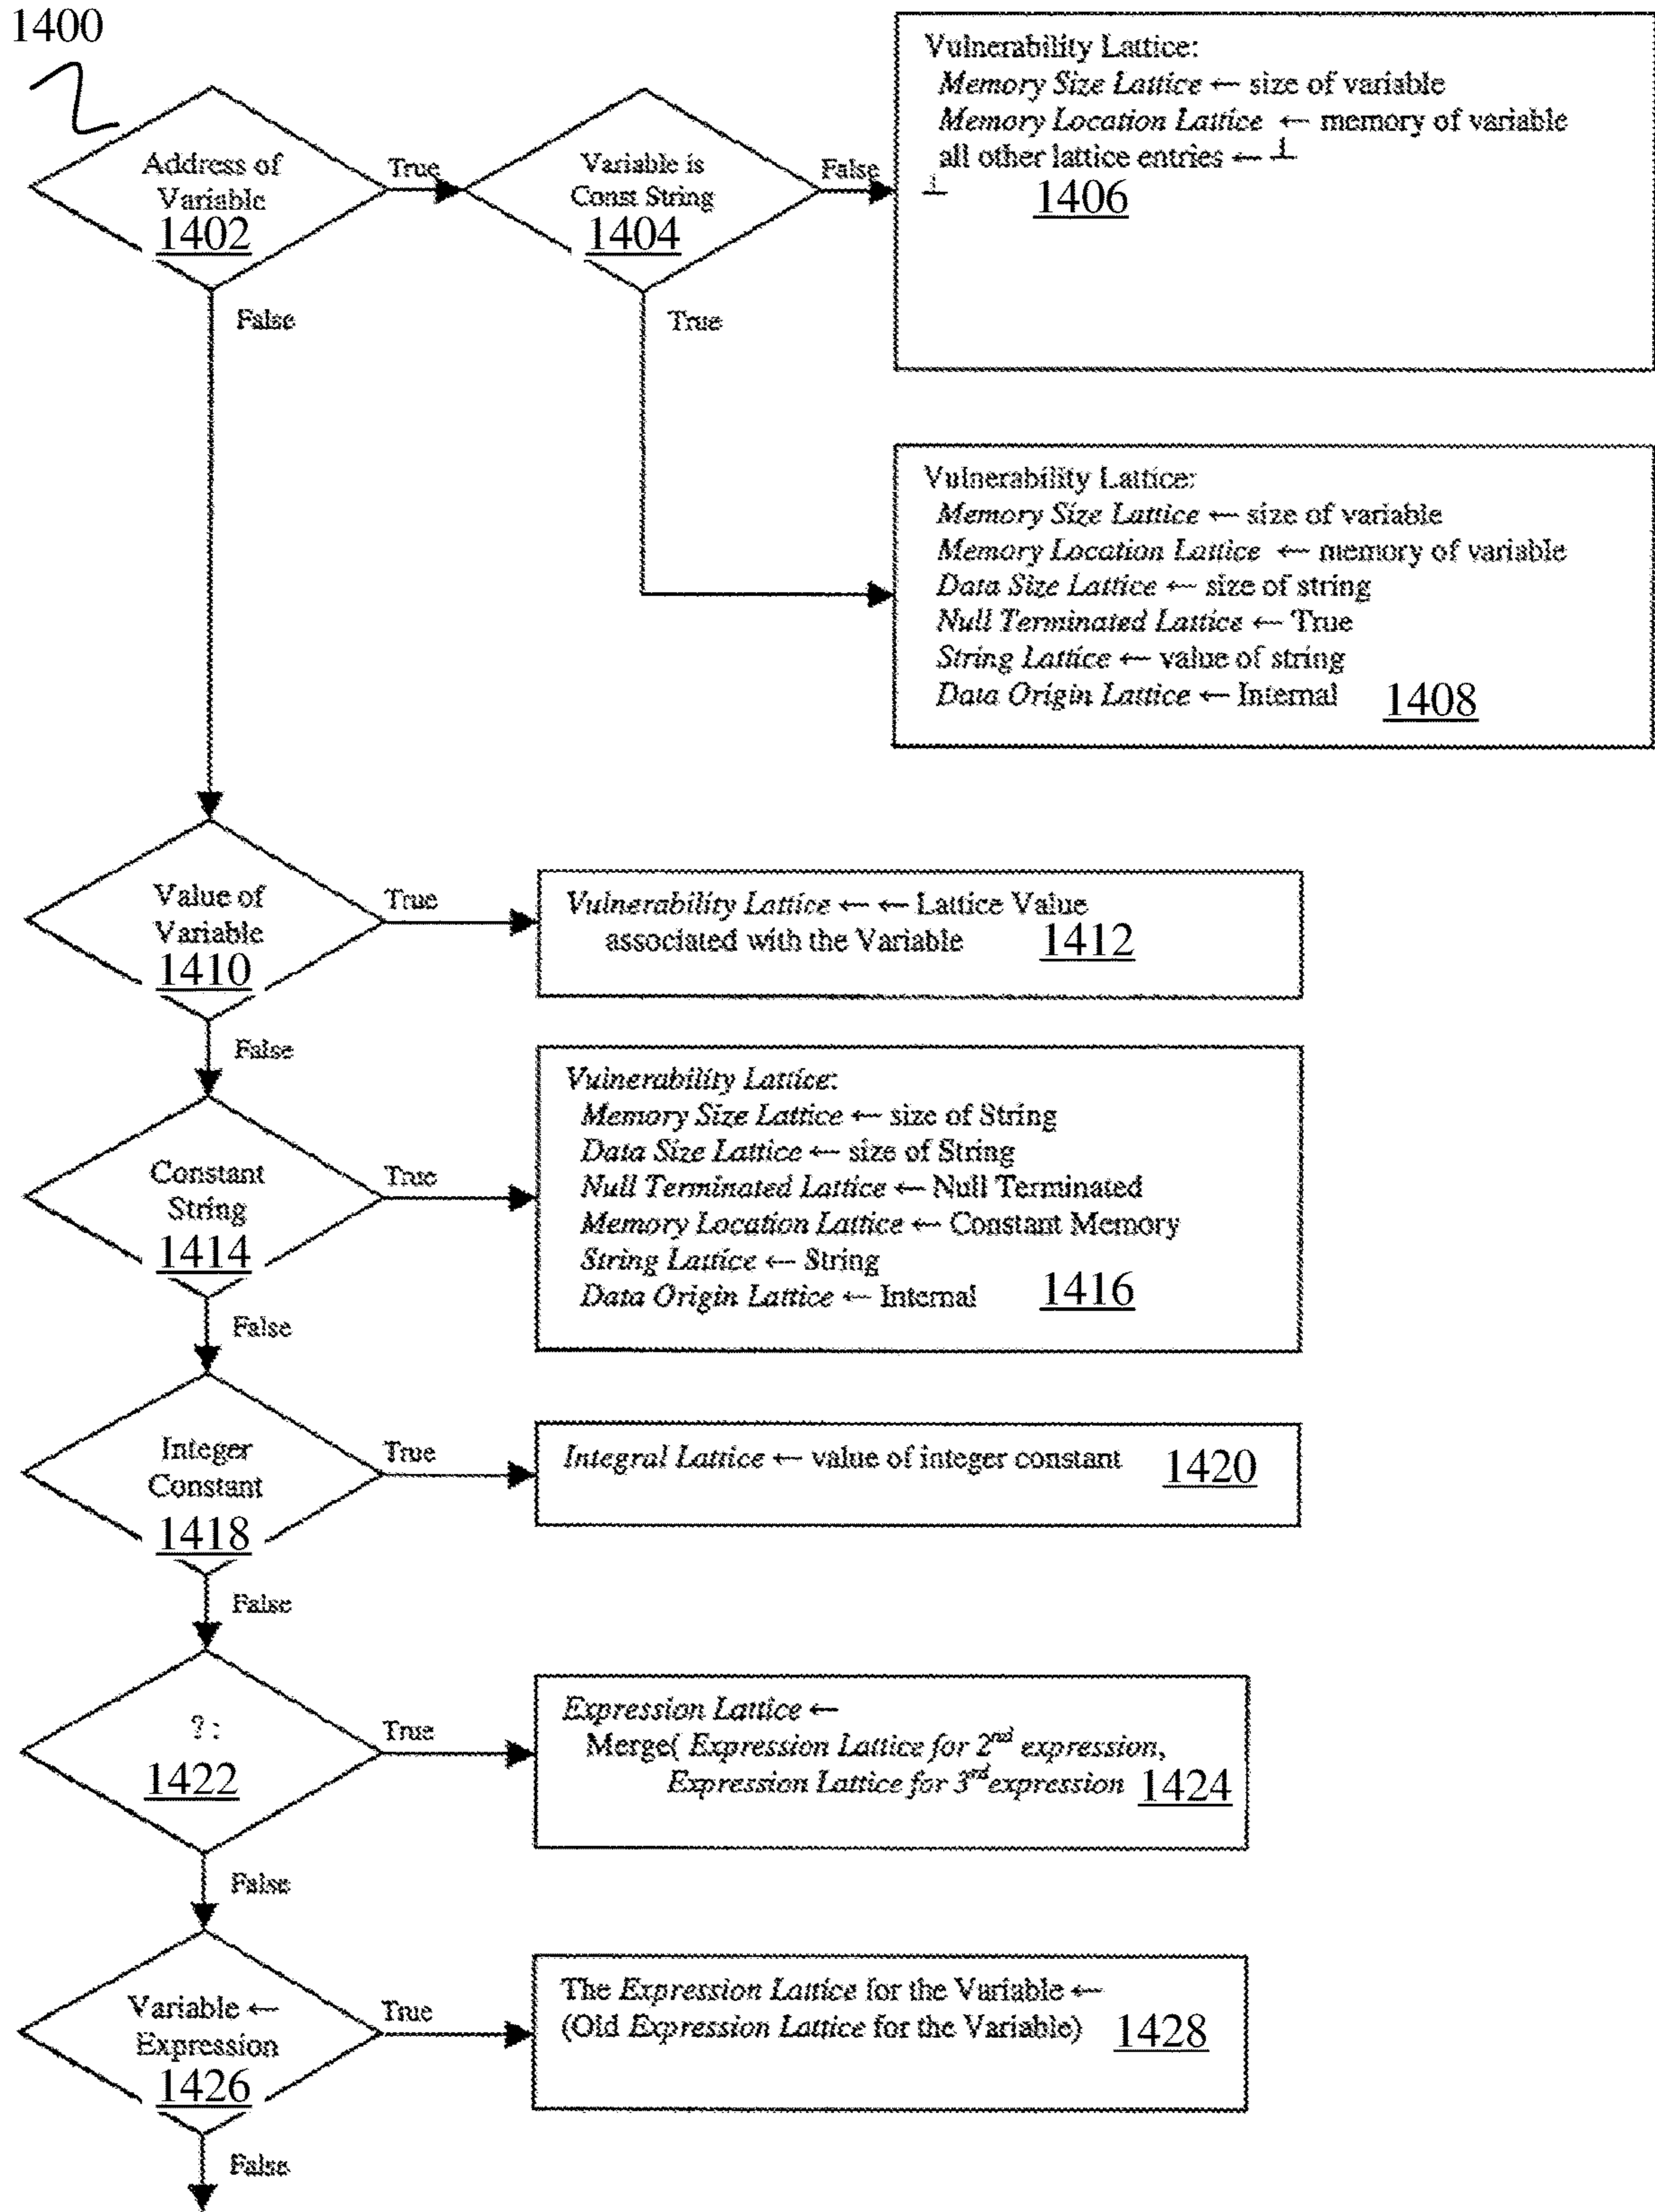 1400
Address of
Variable
1402
True
False
Variable is
Const String
1404
False
True
Vulnerability Lattice:
Memory Size Lattice ← size of variable
Memory Location Lattice ← memory of variable
all other lattice entries ← ⊥
⊥
1406
Vulnerability Lattice:
Memory Size Lattice ← size of variable
Memory Location Lattice ← memory of variable
Data Size Lattice ← size of string
Null Terminated Lattice ← True
String Lattice ← value of string
Data Origin Lattice ← Internal 1408
Value of
Variable
1410
True
False
Vulnerability Lattice ← ← Lattice Value
associated with the Variable 1412
Constant
String
1414
True
False
Vulnerability Lattice:
Memory Size Lattice ← size of String
Data Size Lattice ← size of String
Null Terminated Lattice ← Null Terminated
Memory Location Lattice ← Constant Memory
String Lattice ← String
Data Origin Lattice ← Internal 1416
Integer
Constant
1418
True
False
Integral Lattice ← value of integer constant 1420
? :
1422
True
False
Expression Lattice ←
Merge( Expression Lattice for 2nd expression,
Expression Lattice for 3rd expression 1424
Variable ←
Expression
1426
True
False
The Expression Lattice for the Variable ←
(Old Expression Lattice for the Variable) 1428